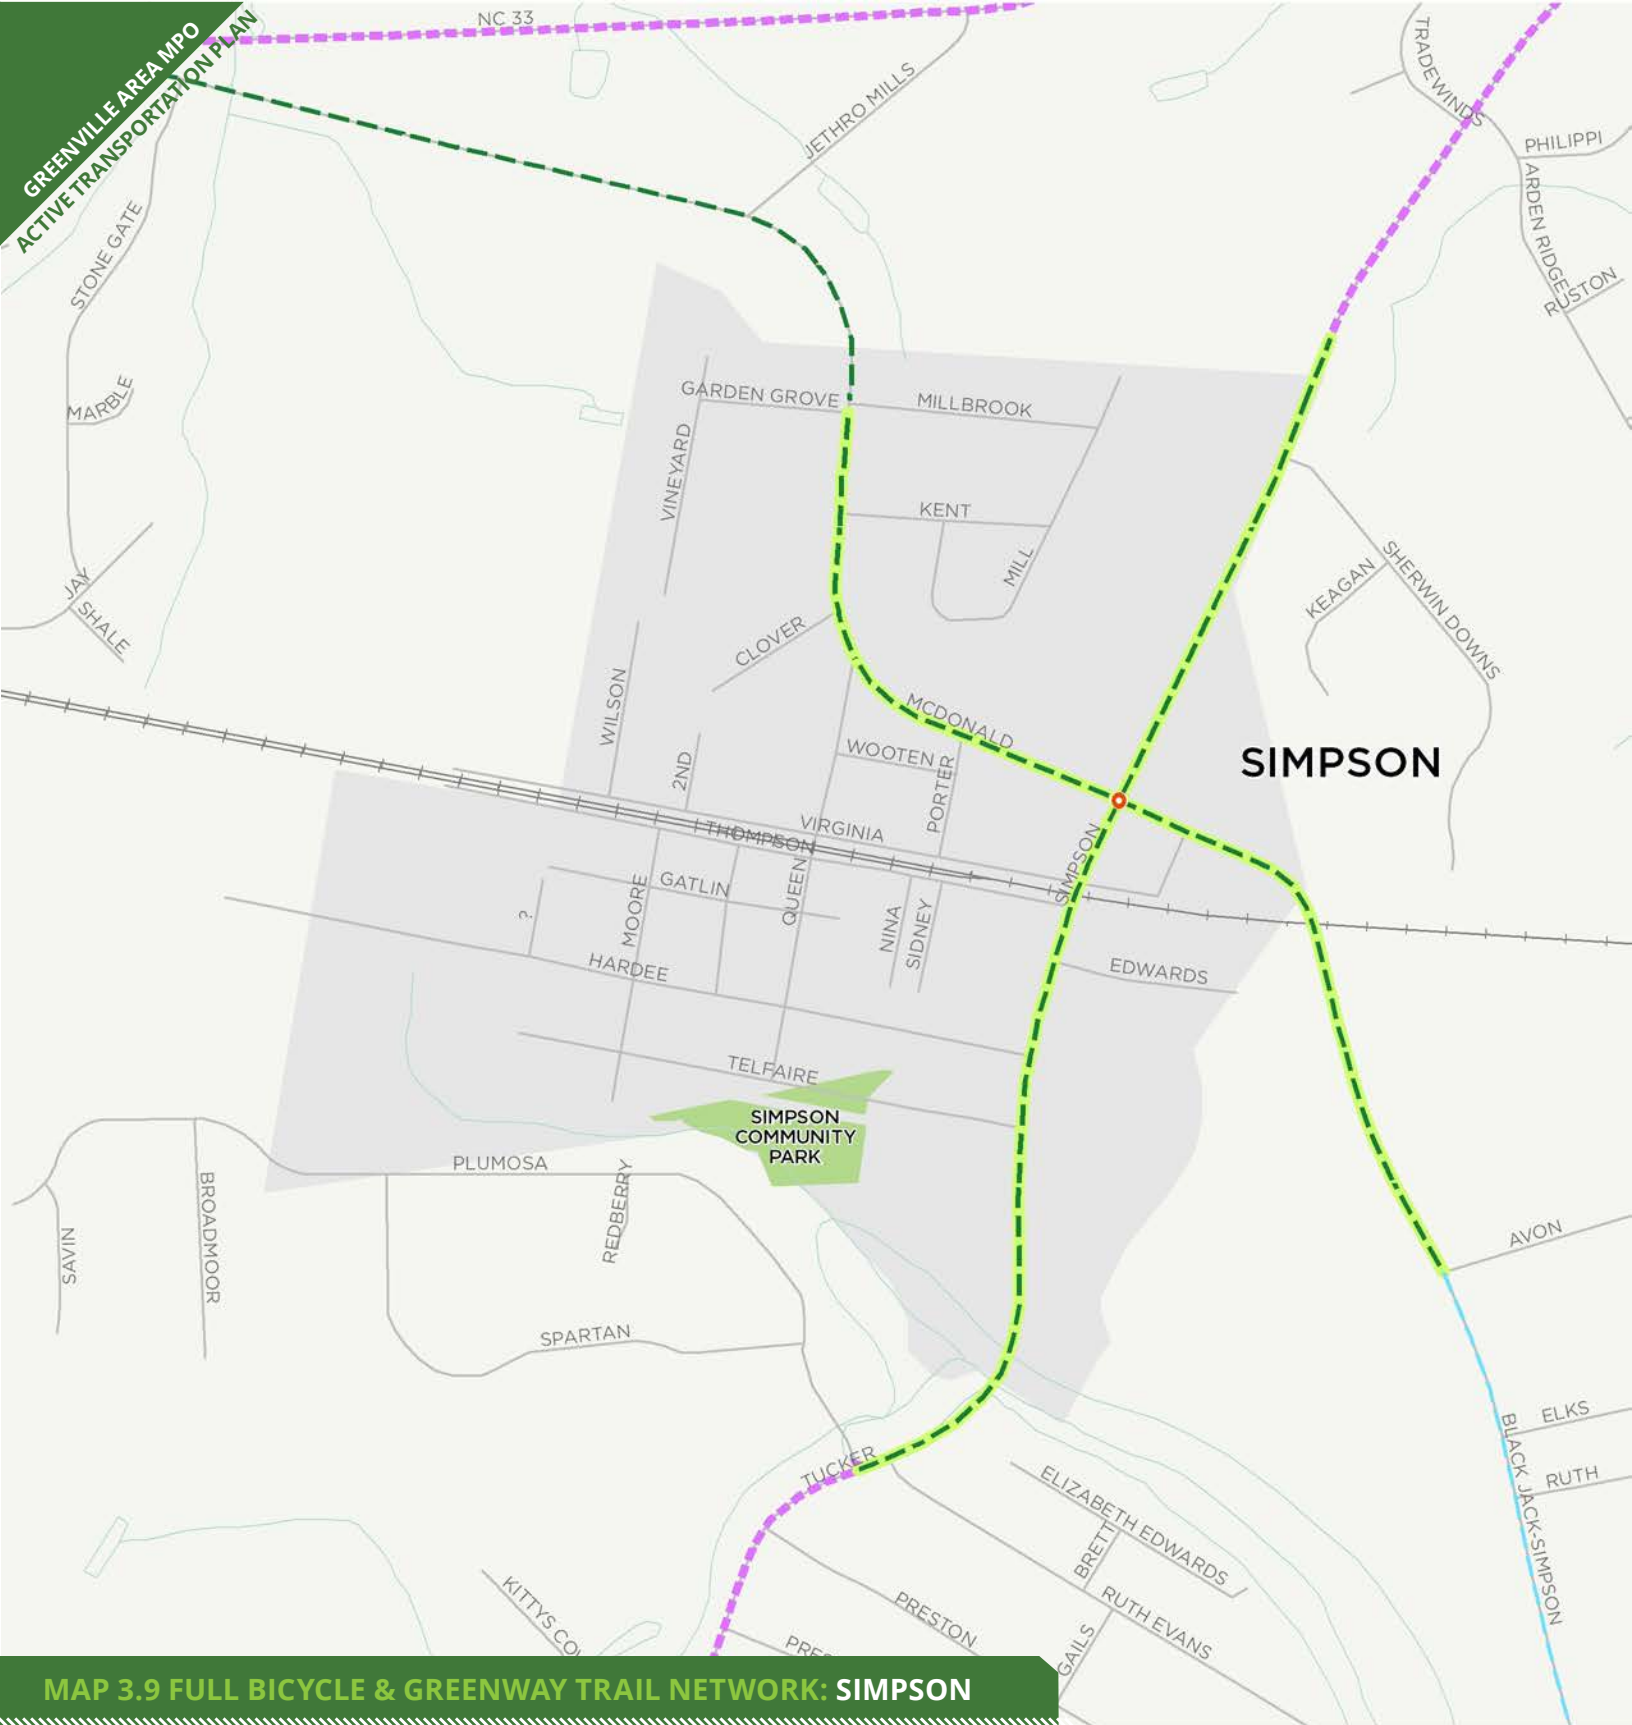 GREENVILLE AREA MPO
ACTIVE TRANSPORTATION PLAN
NC 33
TRADEWINDS
JETHRO MILLS
PHILIPPI
ARDEN RIDGE
RUSTON
STONE GATE
GARDEN GROVE
MILLBROOK
MARBLE
VINEYARD
KENT
MILL
JAY
SHALE
KEAGAN
SHERWIN DOWNS
CLOVER
WILSON
MCDONALD
2ND
WOOTEN
PORTER
SIMPSON
VIRGINIA
THOMPSON
SIMPSON
GATLIN
QUEEN
MOORE
?
NINA
SIDNEY
HARDEE
EDWARDS
TELFAIRE
SIMPSON
COMMUNITY
PARK
PLUMOSA
REDBERRY
BROADMOOR
SAVIN
AVON
SPARTAN
ELKS
TUCKER
RUTH
BLACK JACK-SIMPSON
ELIZABETH EDWARDS
BRETT
KITTYS CO
PRESTON
RUTH EVANS
GAILS
PRES
MAP 3.9 FULL BICYCLE & GREENWAY TRAIL NETWORK: SIMPSON